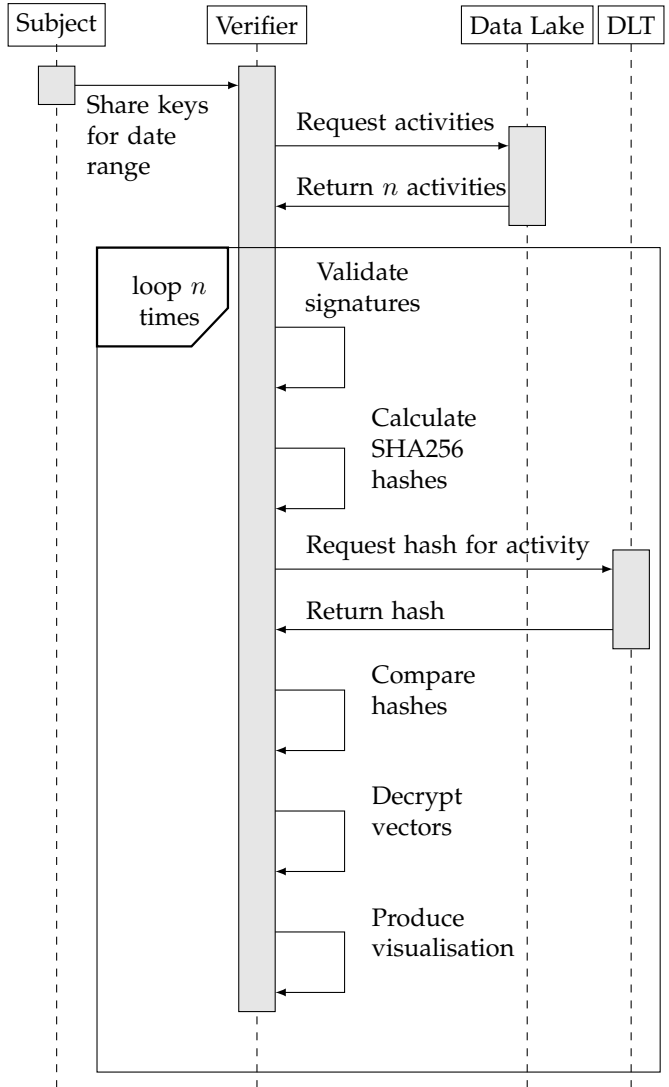 Subject
Verifier
Data Lake
DLT
Share keys
for date
range
Request activities
Return n activities
loop n
times
Validate
signatures
Calculate
SHA256
hashes
Request hash for activity
Return hash
Compare
hashes
Decrypt
vectors
Produce
visualisation